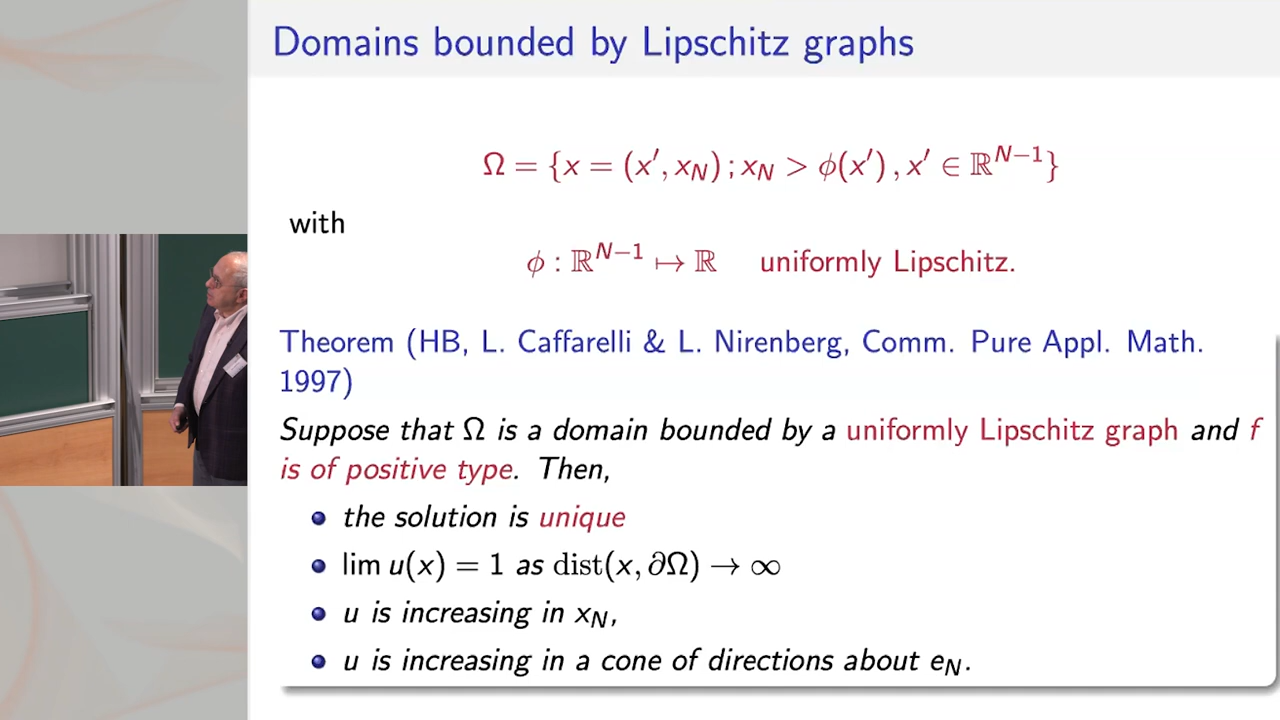 Domains bounded by Lipschitz graphs
Ω = {x = (x′, x_N) ; x_N > ϕ(x′) , x′ ∈ ℝ^{N−1}}
with
ϕ : ℝ^{N−1} ↦ ℝ uniformly Lipschitz.
Theorem (HB, L. Caffarelli & L. Nirenberg, Comm. Pure Appl. Math.
1997)
Suppose that Ω is a domain bounded by a uniformly Lipschitz graph and f
is of positive type. Then,
• the solution is unique
• lim u(x) = 1 as dist(x, ∂Ω) → ∞
• u is increasing in x_N,
• u is increasing in a cone of directions about e_N.